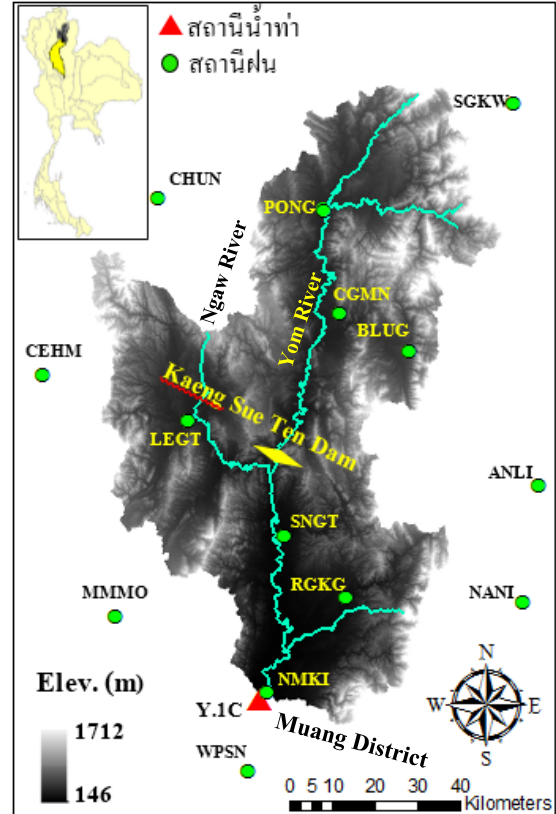 สถานีน้ำท่า
สถานีฝน
SGKW
CHUN
PONG
Ngaw River
Yom River
CGMN
BLUG
CEHM
Kaeng Sue Ten Dam
LEGT
ANLI
SNGT
RGKG
MMMO
NANI
Elev. (m)
1712
146
NMKI
Y.1C
Muang District
WPSN
N
W E
S
0 5 10 20 30 40
Kilometers